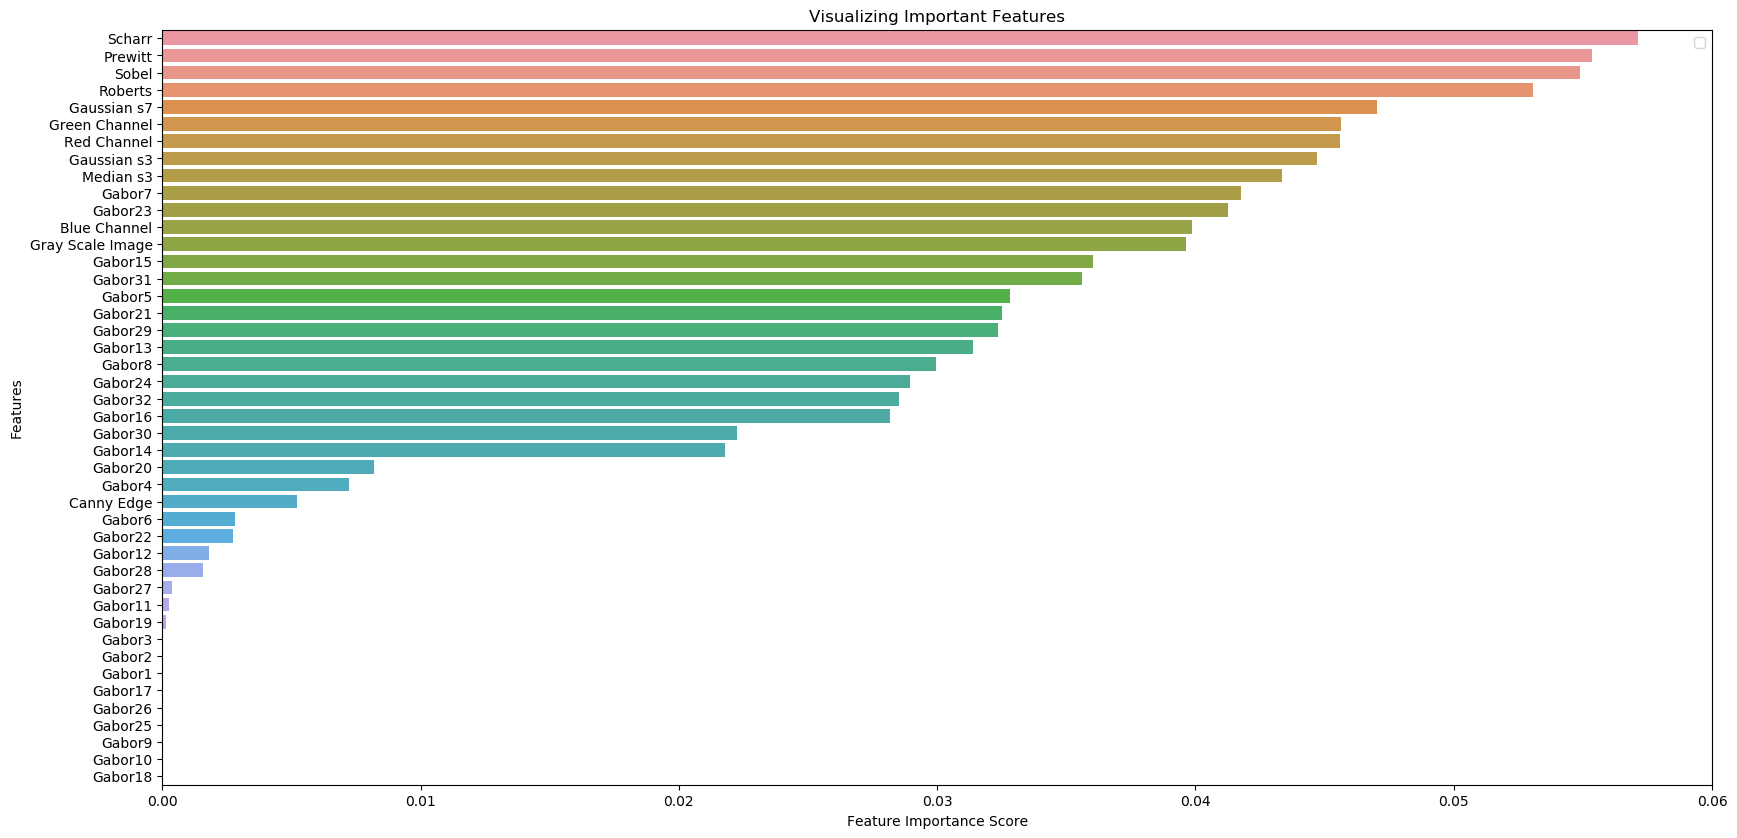 Visualizing Important Features
Scharr
Prewitt
Sobel
Roberts
Gaussian s7
Green Channel
Red Channel
Gaussian s3
Median s3
Gabor7
Gabor23
Blue Channel
Gray Scale Image
Gabor15
Gabor31
Gabor5
Gabor21
Gabor29
Gabor13
Gabor8
Gabor24
Gabor32
Gabor16
Gabor30
Gabor14
Gabor20
Gabor4
Canny Edge
Gabor6
Gabor22
Gabor12
Gabor28
Gabor27
Gabor11
Gabor19
Gabor3
Gabor2
Gabor1
Gabor17
Gabor26
Gabor25
Gabor9
Gabor10
Gabor18
Features
0.00 0.01 0.02 0.03 0.04 0.05 0.06
Feature Importance Score